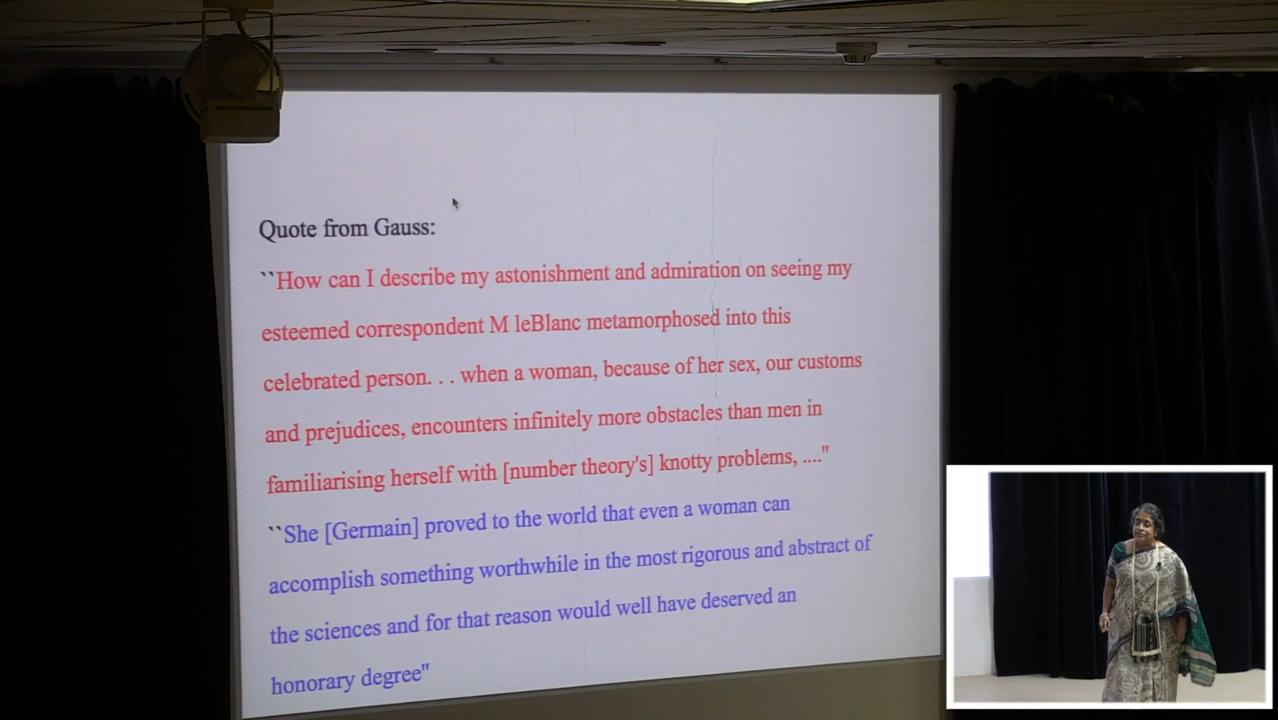 Quote from Gauss:
``How can I describe my astonishment and admiration on seeing my
esteemed correspondent M leBlanc metamorphosed into this
celebrated person. . . when a woman, because of her sex, our customs
and prejudices, encounters infinitely more obstacles than men in
familiarising herself with [number theory's] knotty problems, ...."
``She [Germain] proved to the world that even a woman can
accomplish something worthwhile in the most rigorous and abstract of
the sciences and for that reason would well have deserved an
honorary degree"